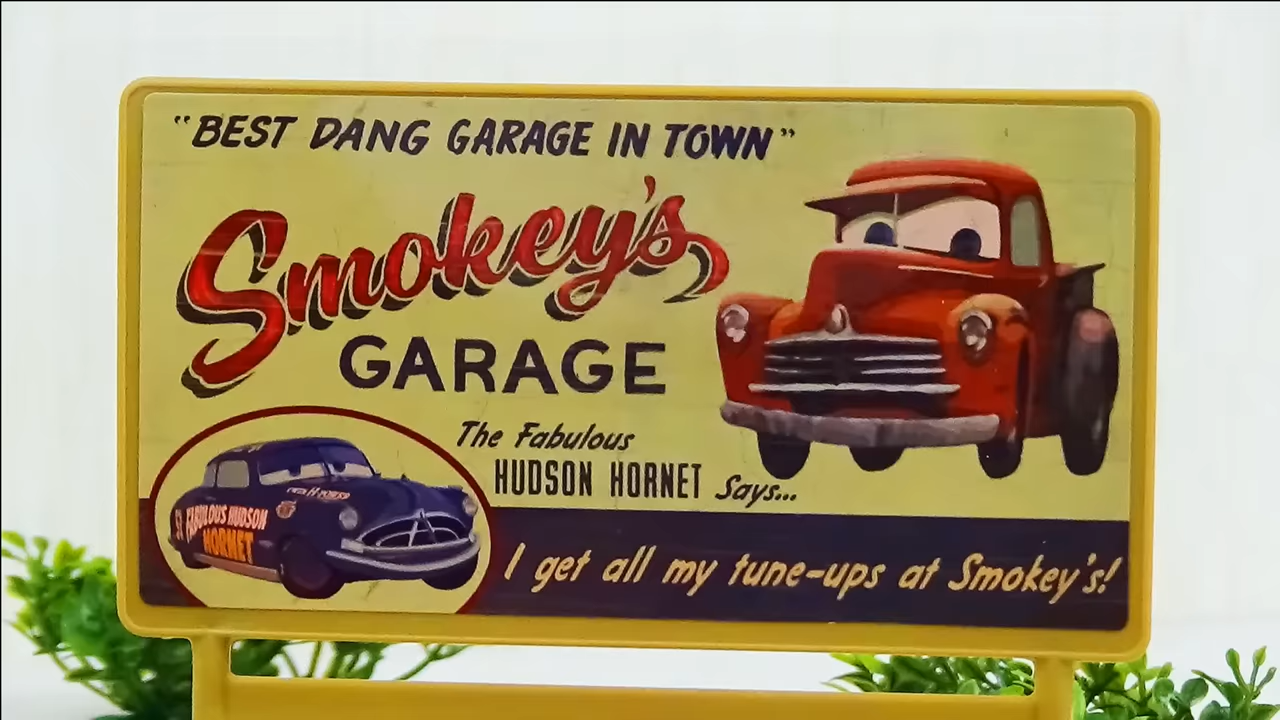 "BEST DANG GARAGE IN TOWN"
Smokey's
GARAGE
The Fabulous
HUDSON HORNET Says...
I get all my tune-ups at Smokey's!
FABULOUS HUDSON
HORNET